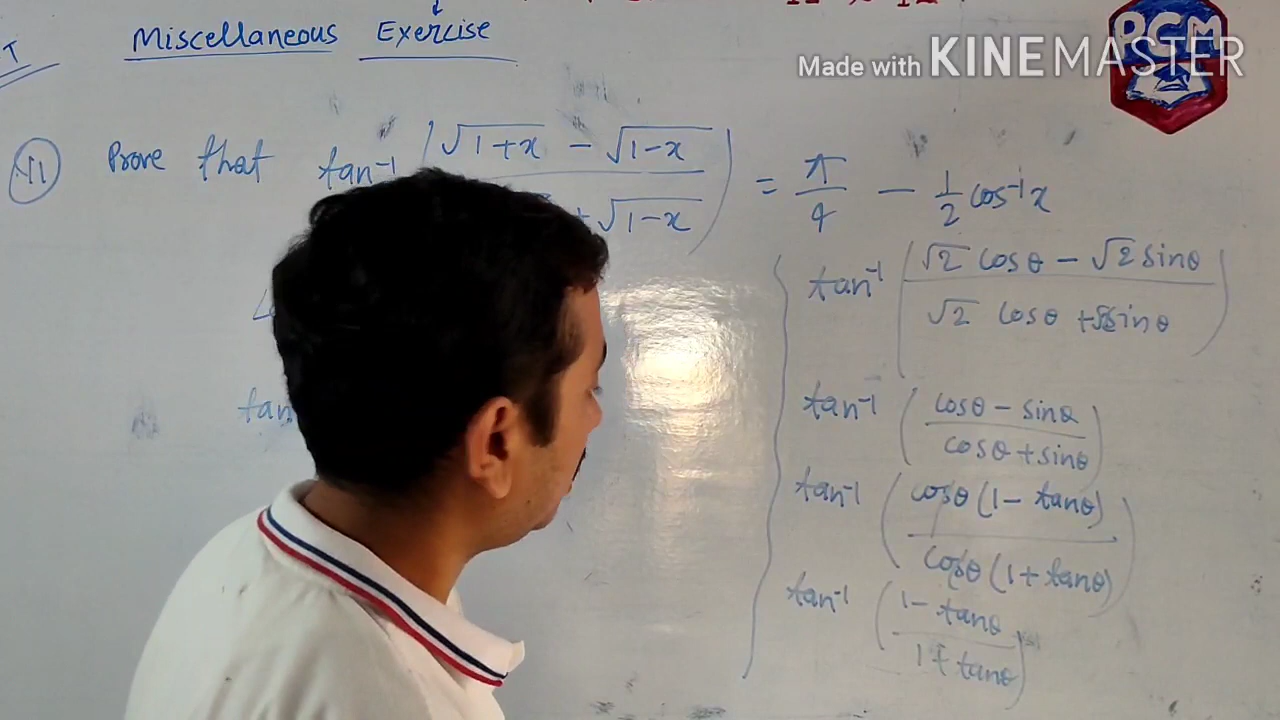 Miscellaneous Exercise
Made with KINEMASTER
PCM
11 Prove that tan⁻¹ (√1+x − √1−x / + √1−x) = π/4 − 1/2 cos⁻¹x
tan⁻¹ (√2 cosθ − √2 sinθ / √2 cosθ + √2 sinθ)
tan
tan⁻¹ (cosθ − sinθ / cosθ + sinθ)
tan⁻¹ (cosθ (1 − tanθ) / cosθ (1 + tanθ))
tan⁻¹ (1 − tanθ / 1 + tanθ)